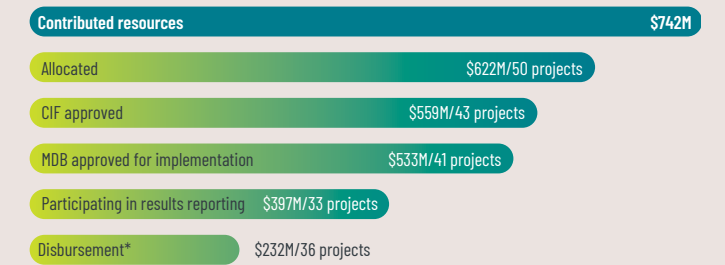 Contributed resources $742M
Allocated $622M/50 projects
CIF approved $559M/43 projects
MDB approved for implementation $533M/41 projects
Participating in results reporting $397M/33 projects
Disbursement* $232M/36 projects